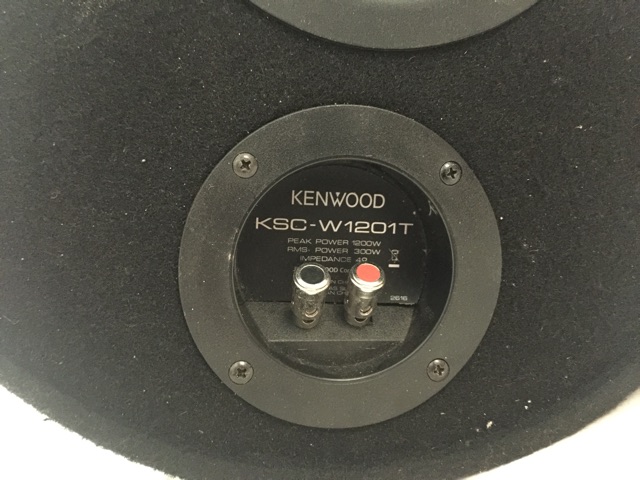 KENWOOD
KSC-W1201T
PEAK POWER 1200W
RMS- POWER 300W
IMPEDANCE 4Ω